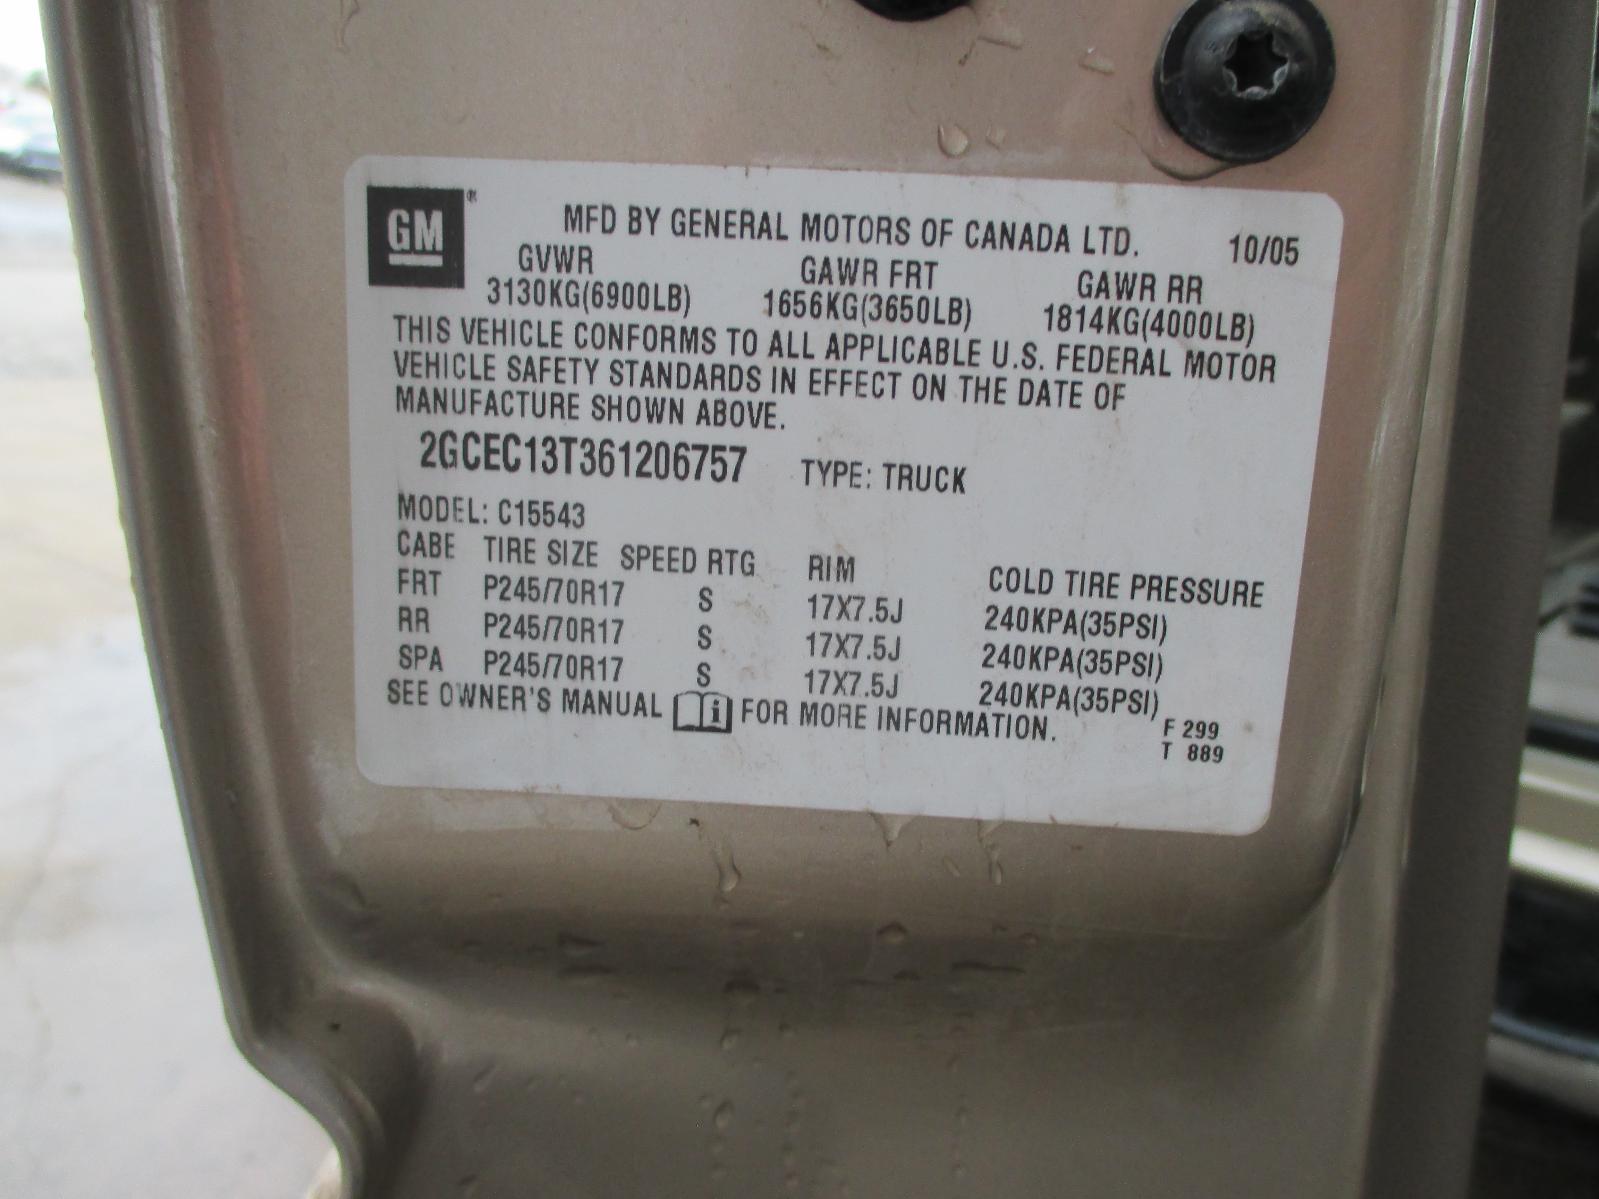 GM ®
MFD BY GENERAL MOTORS OF CANADA LTD. 10/05
GVWR GAWR FRT GAWR RR
3130KG(6900LB) 1656KG(3650LB) 1814KG(4000LB)
THIS VEHICLE CONFORMS TO ALL APPLICABLE U.S. FEDERAL MOTOR
VEHICLE SAFETY STANDARDS IN EFFECT ON THE DATE OF
MANUFACTURE SHOWN ABOVE.
2GCEC13T361206757 TYPE: TRUCK
MODEL: C15543
CABE TIRE SIZE SPEED RTG RIM COLD TIRE PRESSURE
FRT P245/70R17 S 17X7.5J 240KPA(35PSI)
RR P245/70R17 S 17X7.5J 240KPA(35PSI)
SPA P245/70R17 S 17X7.5J 240KPA(35PSI)
SEE OWNER'S MANUAL i FOR MORE INFORMATION.
F 299
T 889